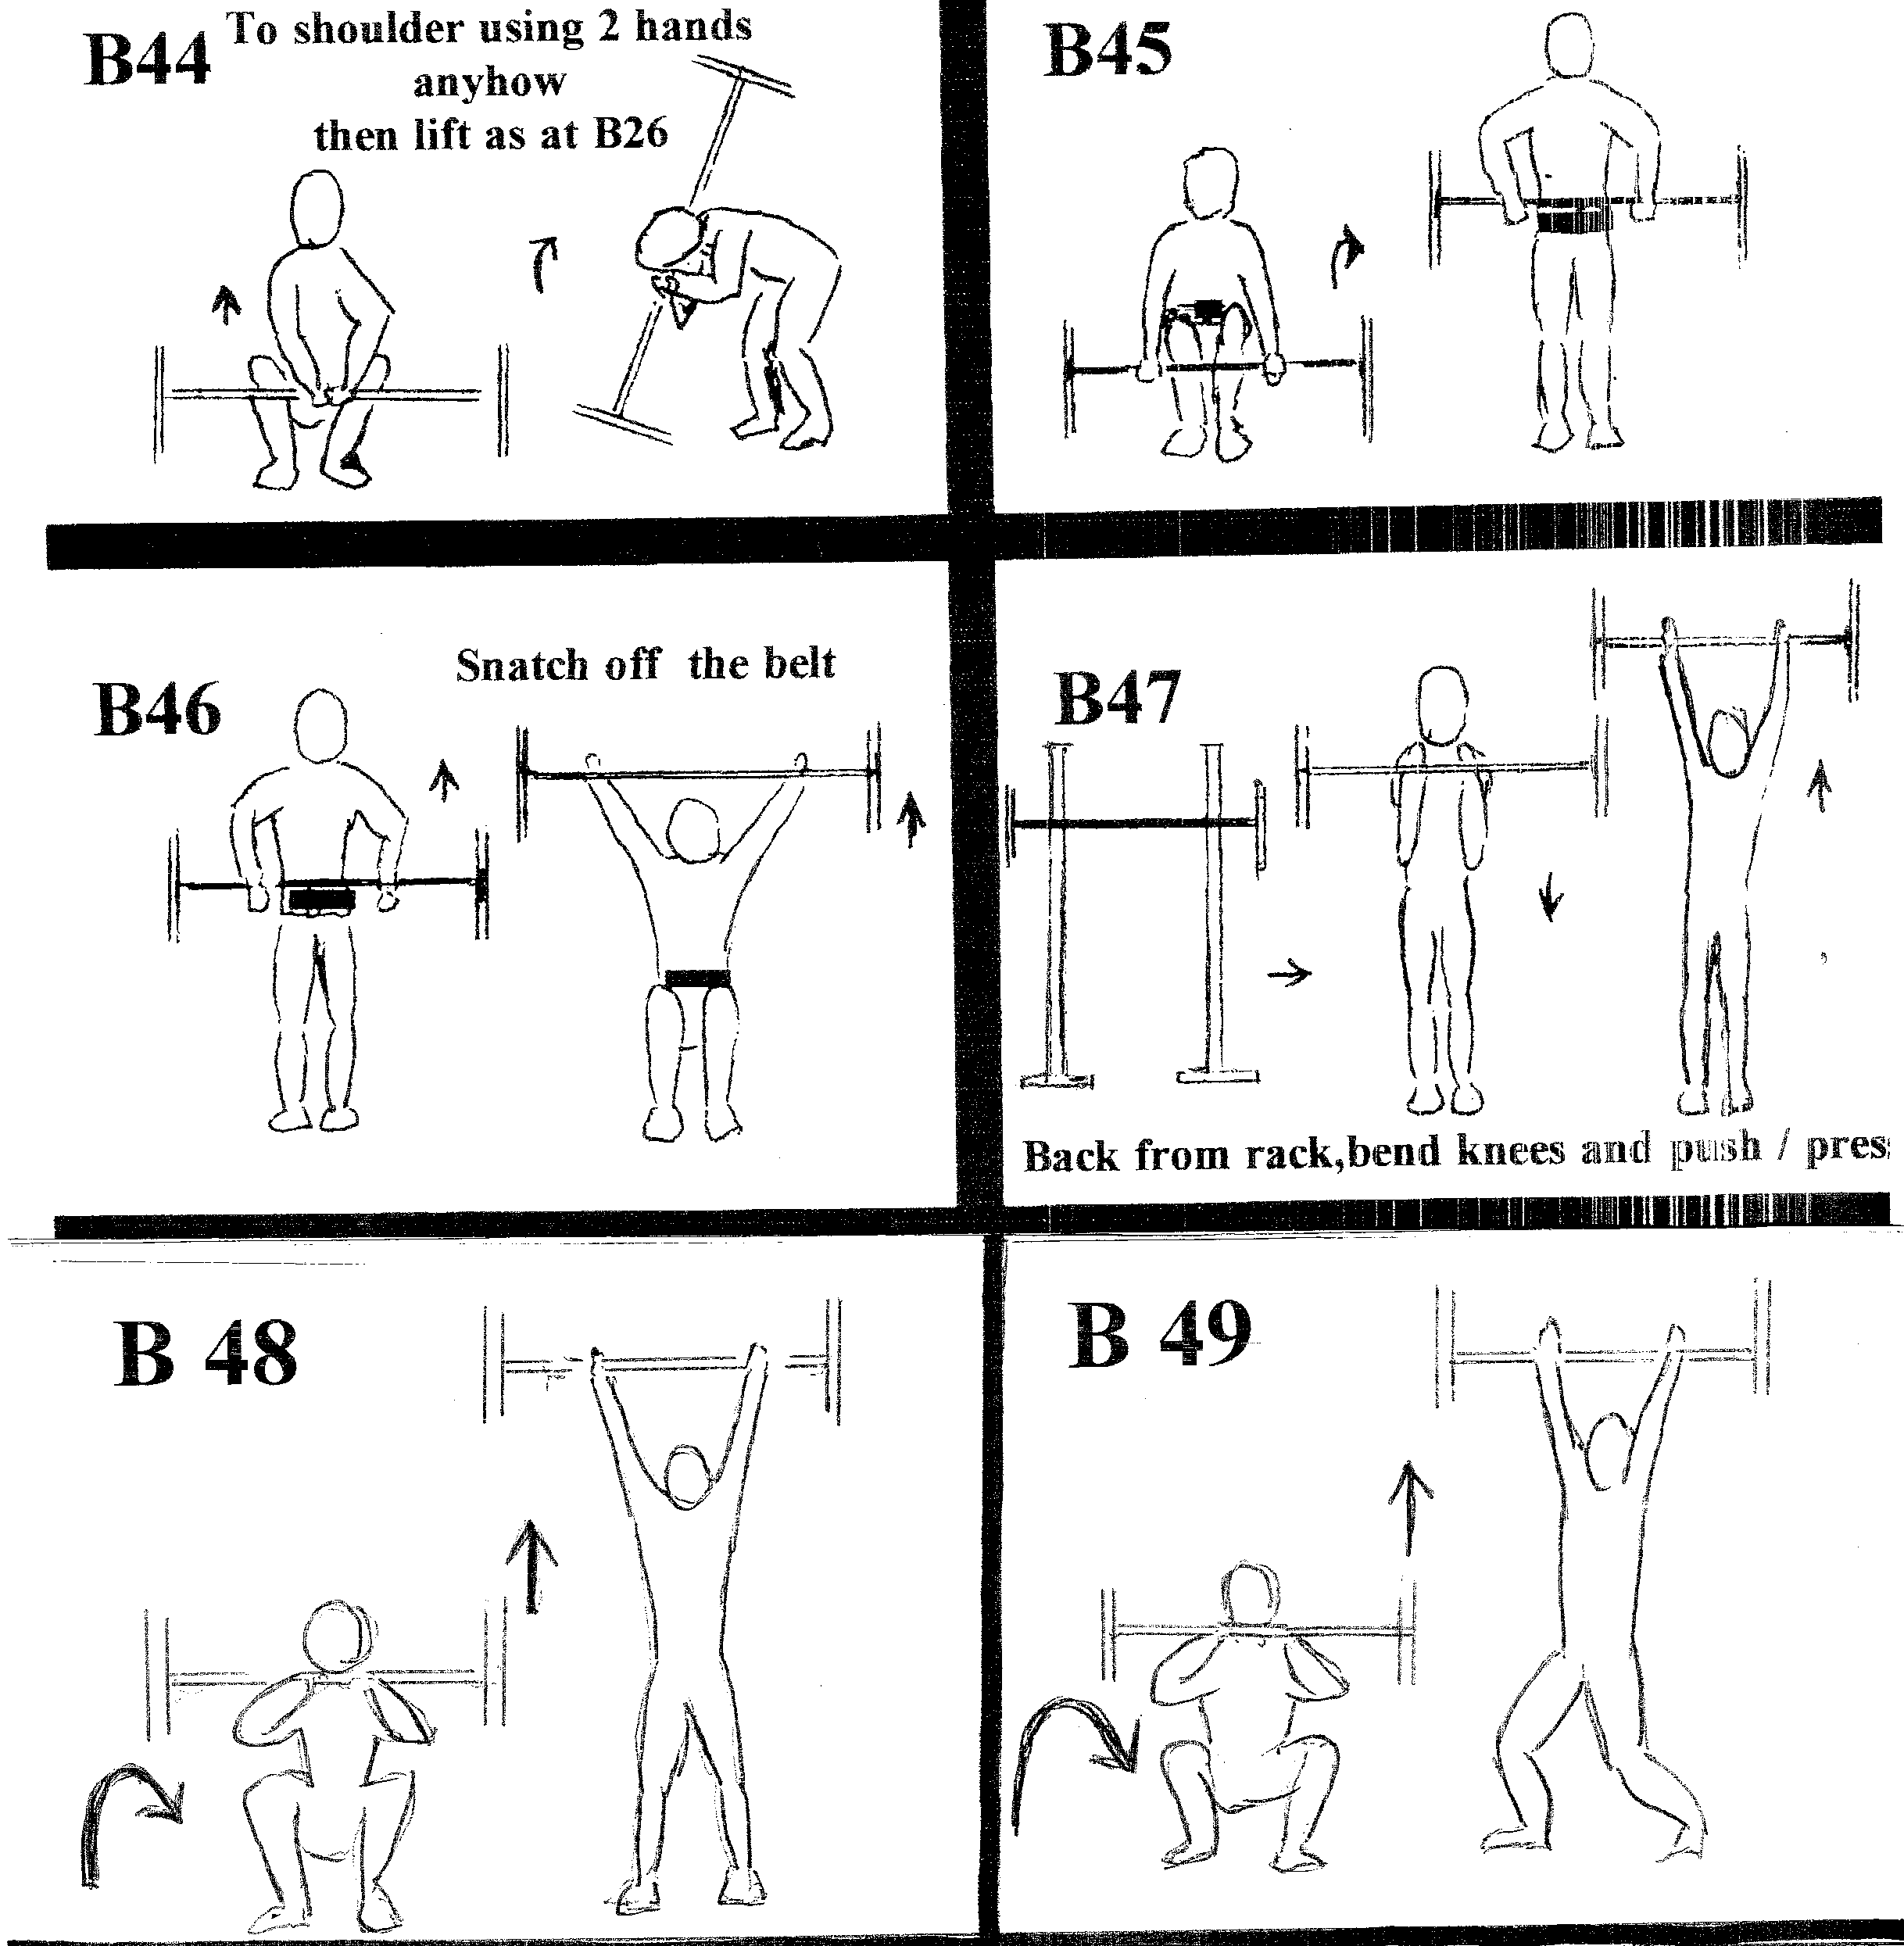 B44 To shoulder using 2 hands
anyhow
then lift as at B26
B45
B46
Snatch off the belt
B47
Back from rack,bend knees and push / pres
B 48
B 49